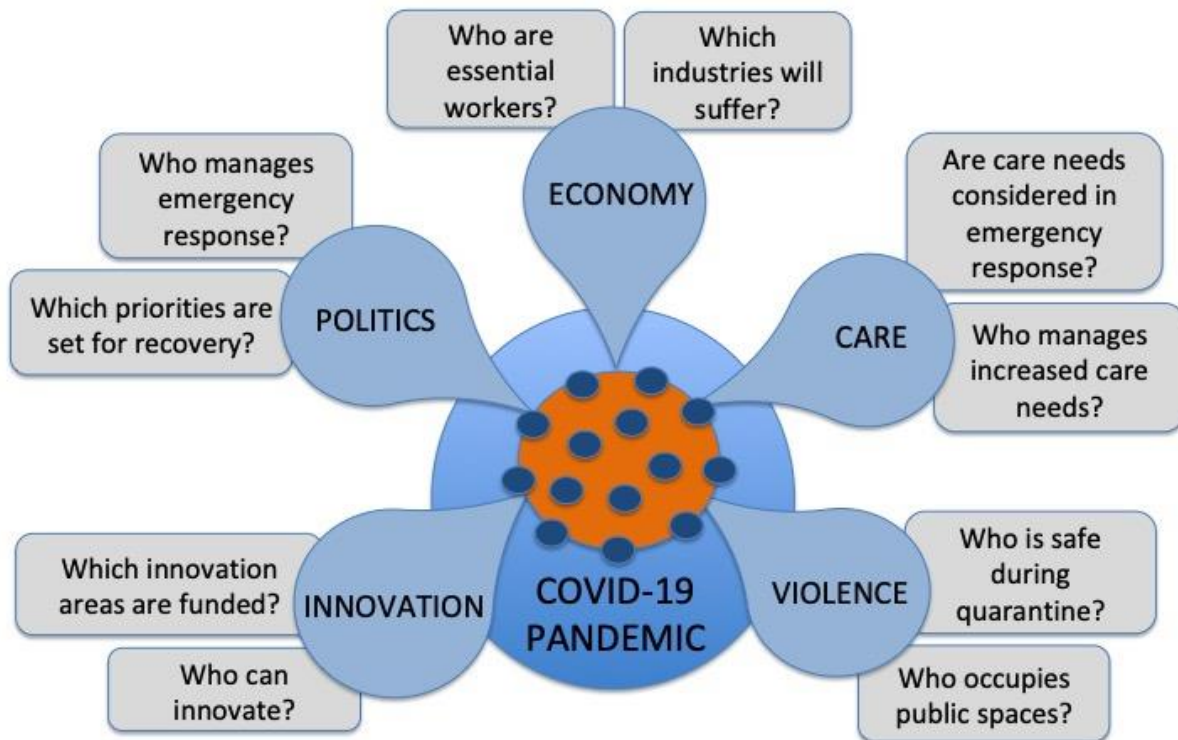 Who are
essential
workers?
Which
industries will
suffer?
ECONOMY
Who manages
emergency
response?
Which priorities are
set for recovery?
POLITICS
Are care needs
considered in
emergency
response?
Who manages
increased care
needs?
CARE
Which innovation
areas are funded?
Who can
innovate?
INNOVATION
COVID-19
PANDEMIC
VIOLENCE
Who is safe
during
quarantine?
Who occupies
public spaces?